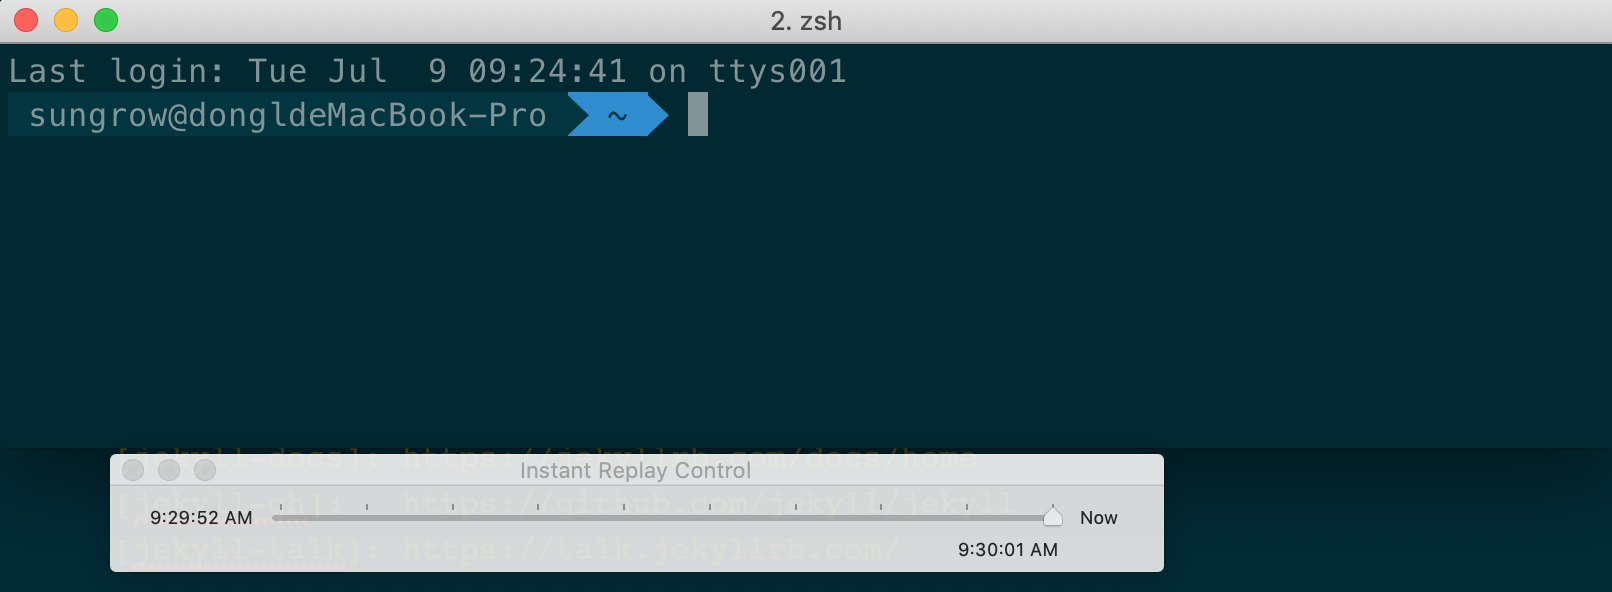 2. zsh
Last login: Tue Jul  9 09:24:41 on ttys001
sungrow@dongldeMacBook-Pro ~
[jekyll-docs]: https://jekyllrb.com/docs/home
Instant Replay Control
[jekyll-gh]:   https://github.com/jekyll/jekyll
9:29:52 AM Now
[jekyll-talk]: https://talk.jekyllrb.com/
9:30:01 AM